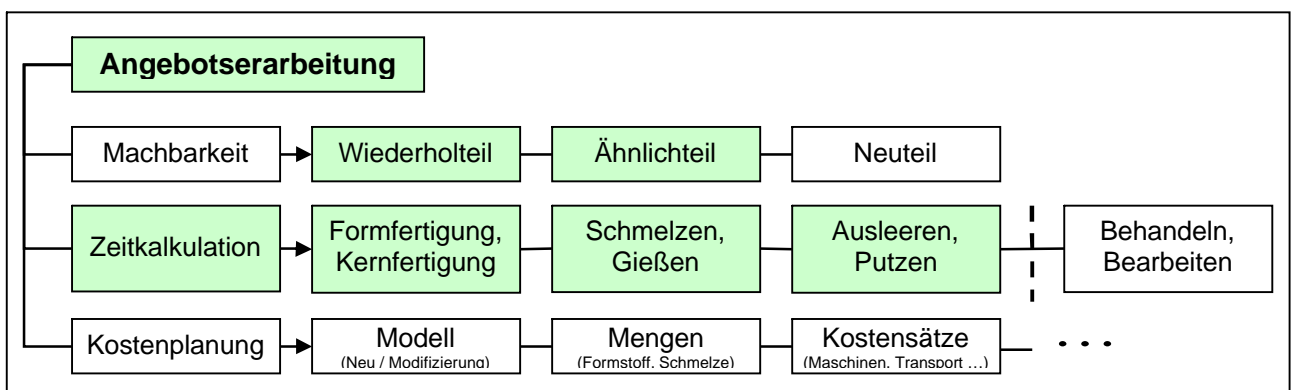 Angebotserarbeitung
Machbarkeit
Wiederholteil
Ähnlichteil
Neuteil
Zeitkalkulation
Formfertigung,
Kernfertigung
Schmelzen,
Gießen
Ausleeren,
Putzen
Behandeln,
Bearbeiten
Kostenplanung
Modell
(Neu / Modifizierung)
Mengen
(Formstoff, Schmelze)
Kostensätze
(Maschinen, Transport ...)
. . .